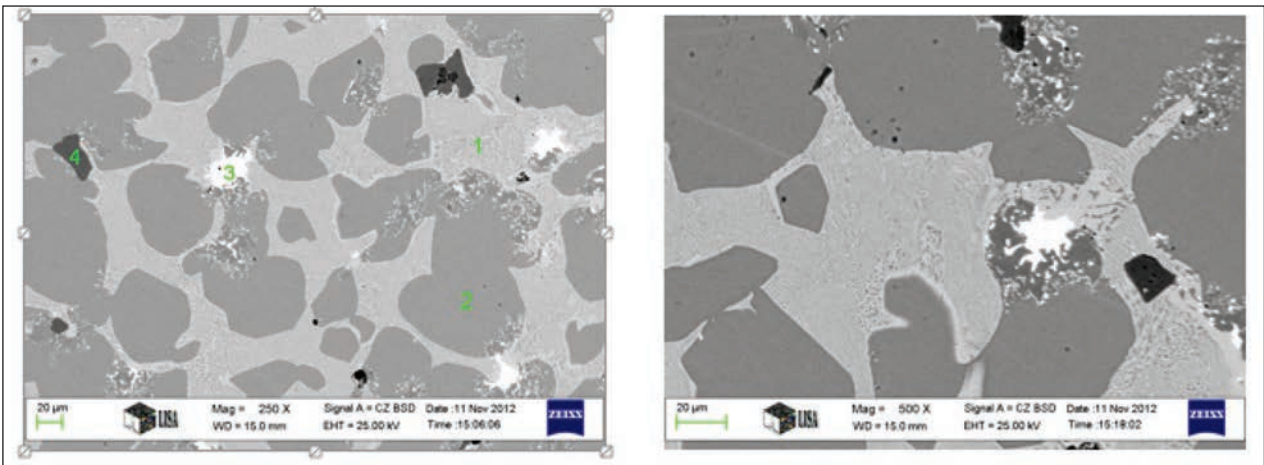 1
4
3
2
20 µm
LISA
Mag = 250 X
WD = 15.0 mm
Signal A = CZ BSD
EHT = 25.00 kV
Date :11 Nov 2012
Time :15:06:06
ZEISS
20 µm
LISA
Mag = 500 X
WD = 15.0 mm
Signal A = CZ BSD
EHT = 25.00 kV
Date :11 Nov 2012
Time :15:18:02
ZEISS